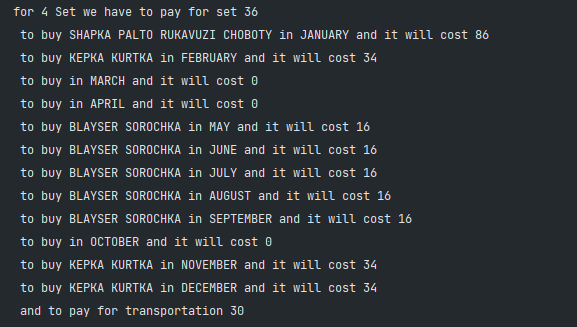 for 4 Set we have to pay for set 36
to buy SHAPKA PALTO RUKAVUZI CHOBOTY in JANUARY and it will cost 86
to buy KEPKA KURTKA in FEBRUARY and it will cost 34
to buy in MARCH and it will cost 0
to buy in APRIL and it will cost 0
to buy BLAYSER SOROCHKA in MAY and it will cost 16
to buy BLAYSER SOROCHKA in JUNE and it will cost 16
to buy BLAYSER SOROCHKA in JULY and it will cost 16
to buy BLAYSER SOROCHKA in AUGUST and it will cost 16
to buy BLAYSER SOROCHKA in SEPTEMBER and it will cost 16
to buy in OCTOBER and it will cost 0
to buy KEPKA KURTKA in NOVEMBER and it will cost 34
to buy KEPKA KURTKA in DECEMBER and it will cost 34
and to pay for transportation 30